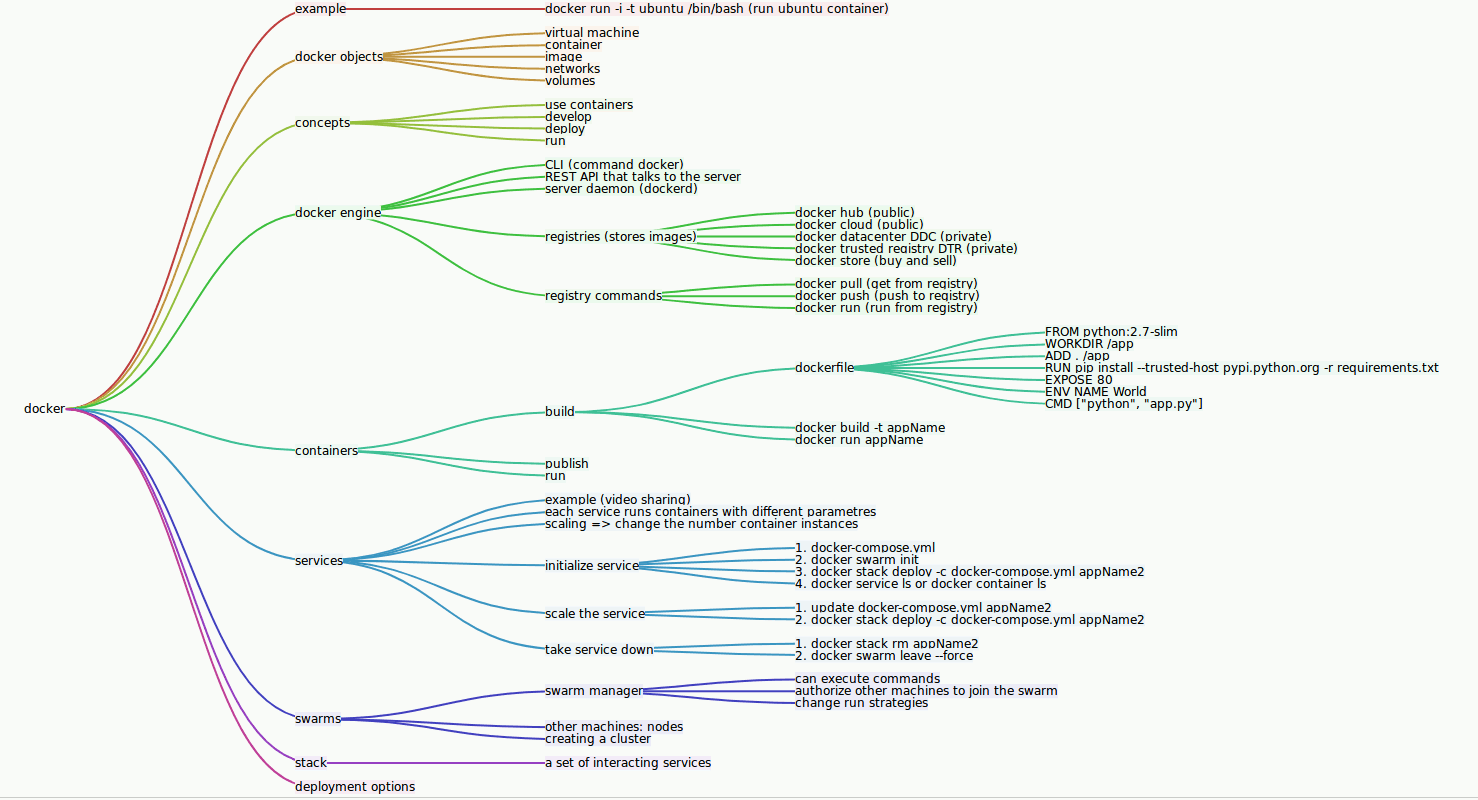 docker
example
docker run -i -t ubuntu /bin/bash (run ubuntu container)
docker objects
virtual machine
container
image
networks
volumes
concepts
use containers
develop
deploy
run
docker engine
CLI (command docker)
REST API that talks to the server
server daemon (dockerd)
registries (stores images)
docker hub (public)
docker cloud (public)
docker datacenter DDC (private)
docker trusted registry DTR (private)
docker store (buy and sell)
registry commands
docker pull (get from registry)
docker push (push to registry)
docker run (run from registry)
containers
build
dockerfile
FROM python:2.7-slim
WORKDIR /app
ADD . /app
RUN pip install --trusted-host pypi.python.org -r requirements.txt
EXPOSE 80
ENV NAME World
CMD ["python", "app.py"]
docker build -t appName
docker run appName
publish
run
services
example (video sharing)
each service runs containers with different parametres
scaling => change the number container instances
initialize service
1. docker-compose.yml
2. docker swarm init
3. docker stack deploy -c docker-compose.yml appName2
4. docker service ls or docker container ls
scale the service
1. update docker-compose.yml appName2
2. docker stack deploy -c docker-compose.yml appName2
take service down
1. docker stack rm appName2
2. docker swarm leave --force
swarms
swarm manager
can execute commands
authorize other machines to join the swarm
change run strategies
other machines: nodes
creating a cluster
stack
a set of interacting services
deployment options